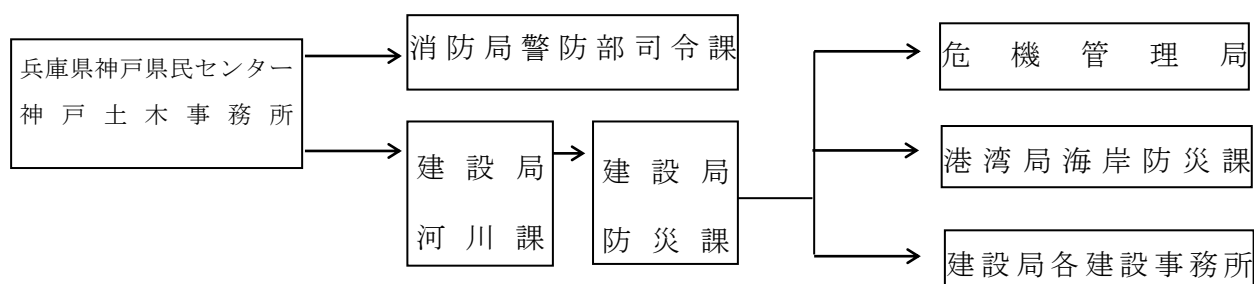 兵庫県神戸県民センター
神戸土木事務所
消防局警防部司令課
建設局
河川課
建設局
防災課
危機管理局
港湾局海岸防災課
建設局各建設事務所